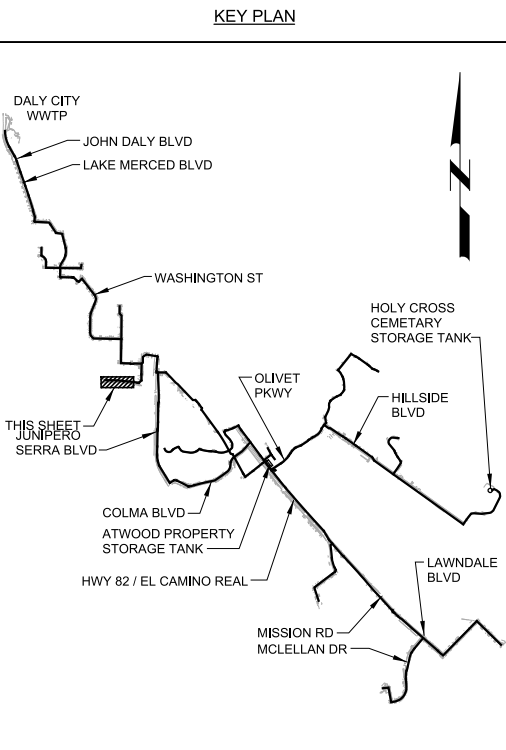 KEY PLAN
DALY CITY
WWTP
JOHN DALY BLVD
LAKE MERCED BLVD
N
WASHINGTON ST
HOLY CROSS
CEMETARY
STORAGE TANK
OLIVET
PKWY
HILLSIDE
BLVD
THIS SHEET
JUNIPERO
SERRA BLVD
COLMA BLVD
ATWOOD PROPERTY
STORAGE TANK
HWY 82 / EL CAMINO REAL
LAWNDALE
BLVD
MISSION RD
MCLELLAN DR